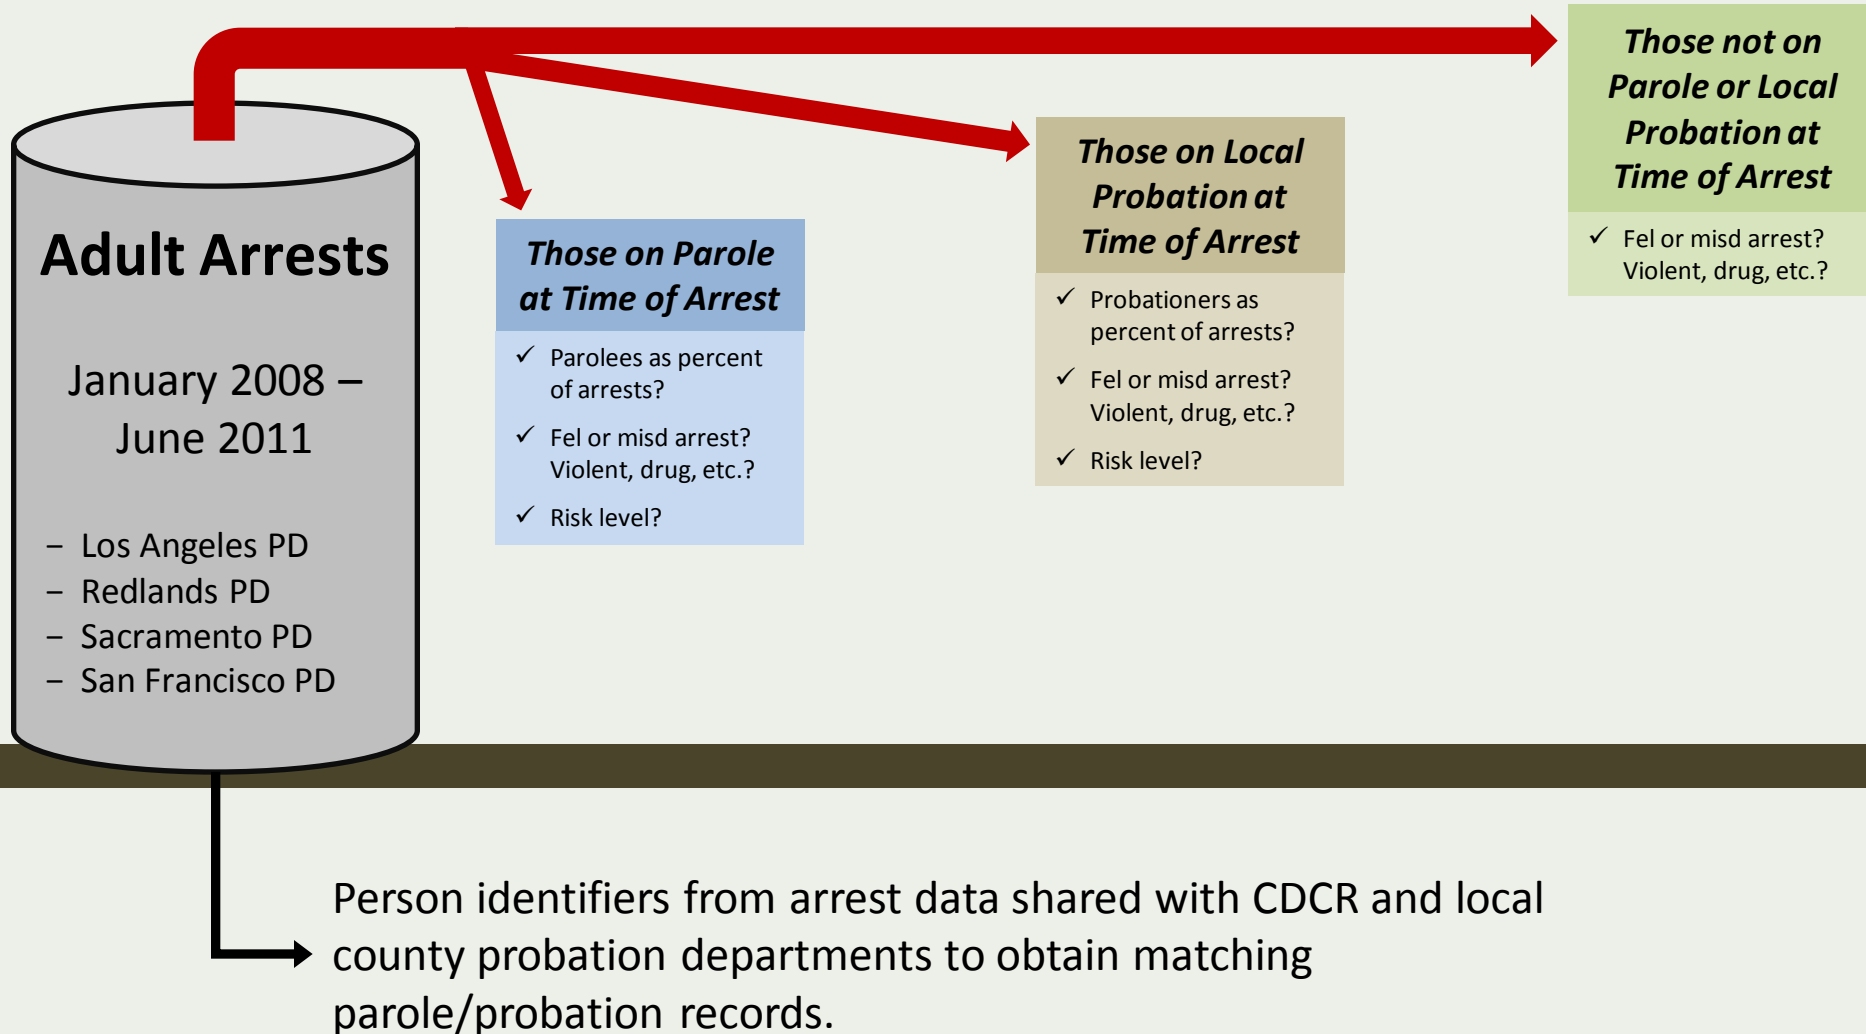 Adult Arrests
January 2008 –
June 2011
– Los Angeles PD
– Redlands PD
– Sacramento PD
– San Francisco PD
Those on Parole
at Time of Arrest
✓ Parolees as percent
of arrests?
✓ Fel or misd arrest?
Violent, drug, etc.?
✓ Risk level?
Those on Local
Probation at
Time of Arrest
✓ Probationers as
percent of arrests?
✓ Fel or misd arrest?
Violent, drug, etc.?
✓ Risk level?
Those not on
Parole or Local
Probation at
Time of Arrest
✓ Fel or misd arrest?
Violent, drug, etc.?
Person identifiers from arrest data shared with CDCR and local
county probation departments to obtain matching
parole/probation records.